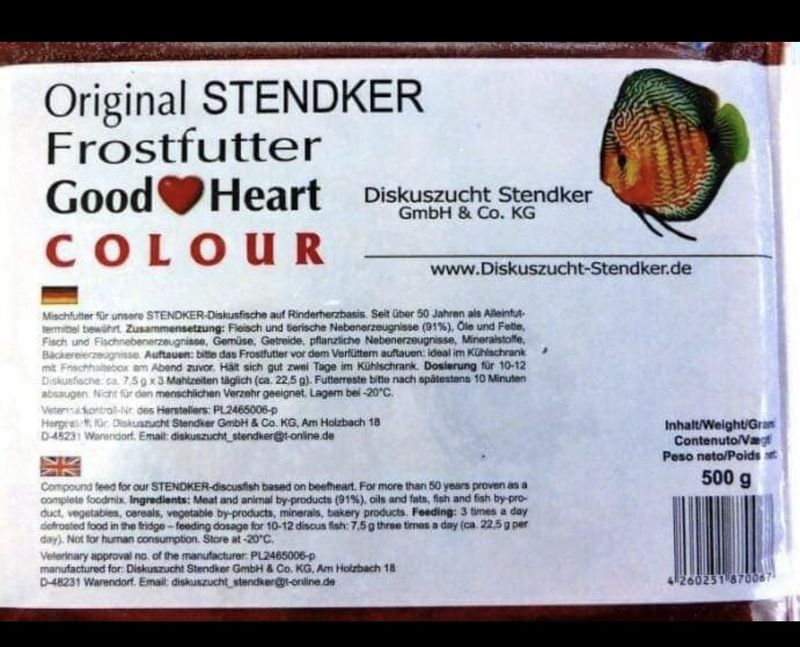 Original STENDKER
Frostfutter
Good Heart
COLOUR
Diskuszucht Stendker
GmbH & Co. KG
www.Diskuszucht-Stendker.de
Mischfutter für unsere STENDKER-Diskusfische auf Rinderherzbasis. Seit über 50 Jahren als Alleinfut-
termittel bewährt. Zusammensetzung: Fleisch und tierische Nebenerzeugnisse (91%), Öle und Fette,
Fisch und Fischnebenerzeugnisse, Gemüse, Getreide, pflanzliche Nebenerzeugnisse, Mineralstoffe,
Bäckereierzeugnisse. Auftauen: bitte das Frostfutter vor dem Verfüttern auftauen: ideal im Kühlschrank
mit Frischhaltebox am Abend zuvor. Hält sich gut zwei Tage im Kühlschrank. Dosierung für 10-12
Diskusfische: ca. 7,5 g x 3 Mahlzeiten täglich (ca. 22,5 g). Futterreste bitte nach spätestens 10 Minuten
absaugen. Nicht für den menschlichen Verzehr geeignet. Lagern bei -20°C.
des Herstellers: PL2465006-p
für: Diskuszucht Stendker GmbH & Co. KG, Am Holzbach 18
Warendorf. Email: diskuszucht_stendker@t-online.de
Compound feed for our STENDKER-discusfish based on beefheart. For more than 50 years proven as a
complete foodmix. Ingredients: Meat and animal by-products (91%), oils and fats, fish and fish by-pro-
duct, vegetables, cereals, vegetable by-products, minerals, bakery products. Feeding: 3 times a day
defrosted food in the fridge – feeding dosage for 10-12 discus fish: 7,5 g three times a day (ca. 22,5 g per
day). Not for human consumption. Store at -20°C.
Veterinary approval no. of the manufacturer: PL2465006-p
manufactured for: Diskuszucht Stendker GmbH & Co. KG, Am Holzbach 18
D-48231 Warendorf. Email: diskuszucht_stendker@t-online.de
Inhalt/Weight/Gram
Contenuto/Vægt/
Peso neto/Poids net
500 g
4 260251 870067